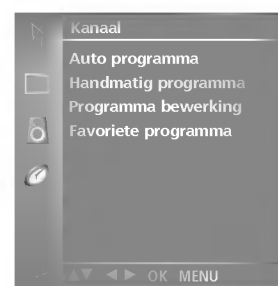 Kanaal
Auto programma
Handmatig programma
Programma bewerking
Favoriete programma
OK MENU